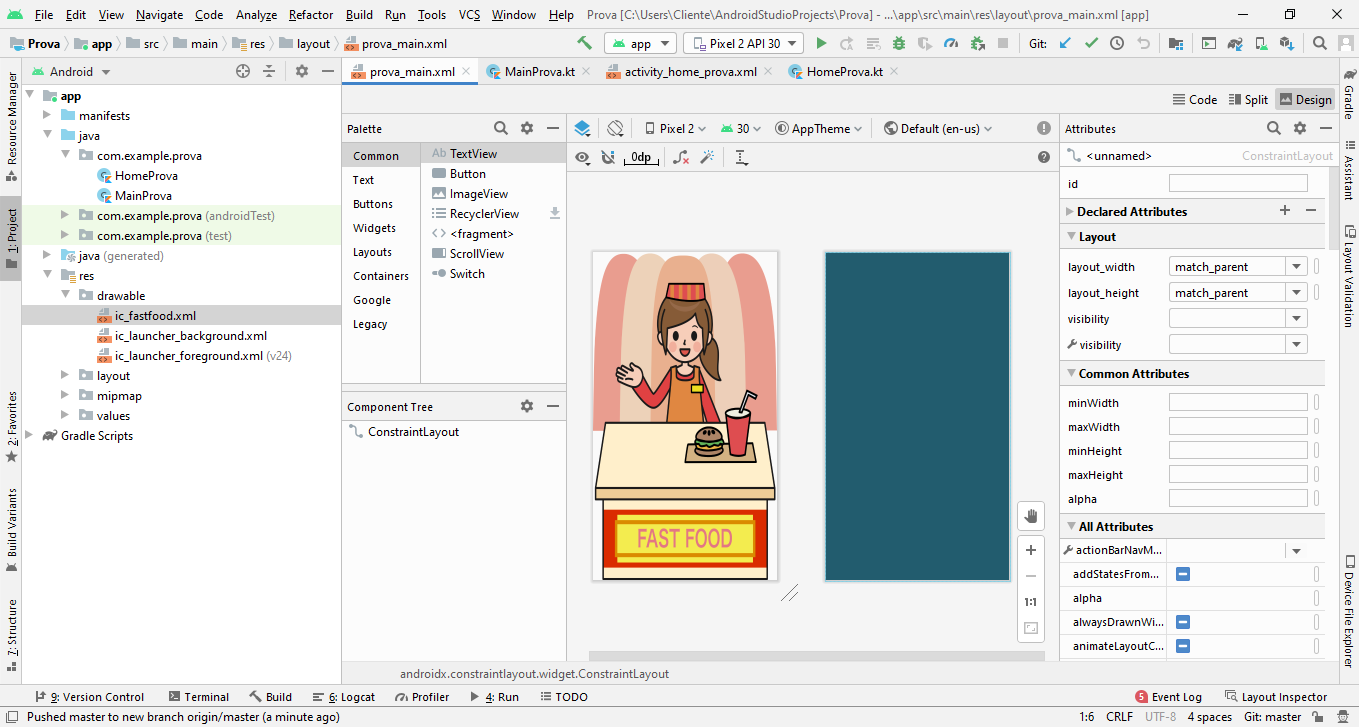 File Edit View Navigate Code Analyze Refactor Build Run Tools VCS Window Help Prova [C:\Users\Cliente\AndroidStudioProjects\Prova] - ...\app\src\main\res\layout\prova_main.xml [app]
Prova app src main res layout prova_main.xml app Pixel 2 API 30 Git:
Android prova_main.xml MainProva.kt activity_home_prova.xml HomeProva.kt
Code Split Design
Resource Manager
1: Project
2: Favorites
Build Variants
7: Structure
app
manifests
java
com.example.prova
HomeProva
MainProva
com.example.prova (androidTest)
com.example.prova (test)
java (generated)
res
drawable
ic_fastfood.xml
ic_launcher_background.xml
ic_launcher_foreground.xml (v24)
layout
mipmap
values
Gradle Scripts
Palette
Common
Text
Buttons
Widgets
Layouts
Containers
Google
Legacy
Ab TextView
Button
ImageView
RecyclerView
<fragment>
ScrollView
Switch
Component Tree
ConstraintLayout
Pixel 2 30 AppTheme Default (en-us)
0dp
FAST FOOD
1:1
Attributes
<unnamed> ConstraintLayout
id
Declared Attributes
Layout
layout_width match_parent
layout_height match_parent
visibility
visibility
Common Attributes
minWidth
maxWidth
minHeight
maxHeight
alpha
All Attributes
actionBarNavM...
addStatesFrom...
alpha
alwaysDrawnWi...
animateLayoutC...
Gradle
Assistant
Layout Validation
Device File Explorer
androidx.constraintlayout.widget.ConstraintLayout
9: Version Control Terminal Build 6: Logcat Profiler 4: Run TODO 5 Event Log Layout Inspector
Pushed master to new branch origin/master (a minute ago) 1:6 CRLF UTF-8 4 spaces Git: master